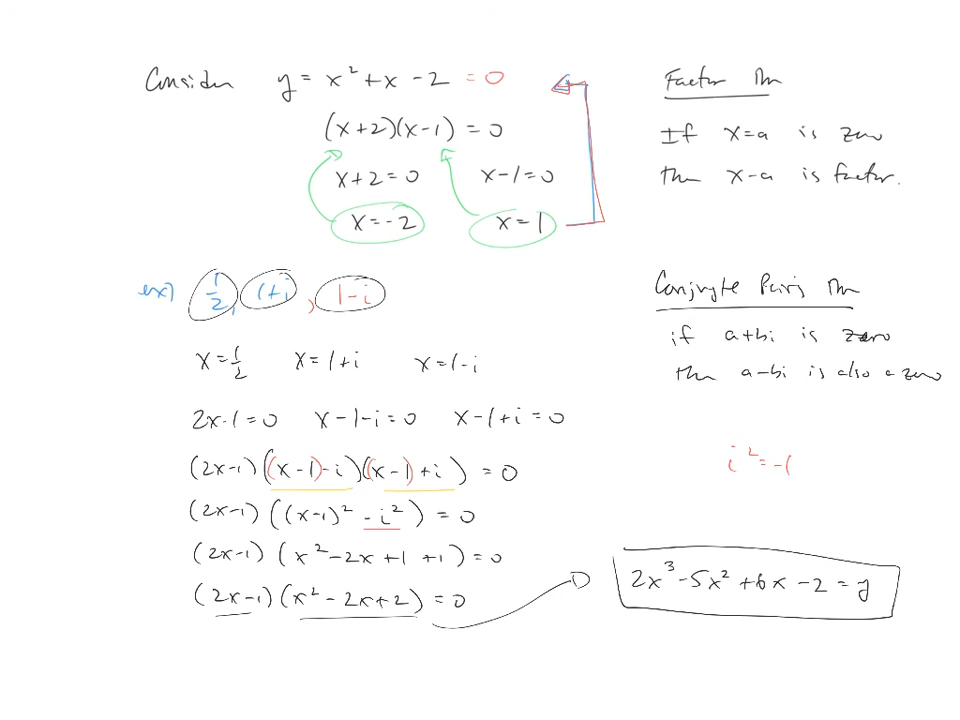 Consider y = x² + x - 2 = 0
(x+2)(x-1) = 0
x+2=0 x-1=0
x=-2 x=1
Factor Thm
If x=a is zero
then x-a is factor.
ex) 1/2, 1+i, 1-i
x=1/2 x=1+i x=1-i
2x-1=0 x-1-i=0 x-1+i=0
(2x-1)((x-1)-i)((x-1)+i) = 0
(2x-1)((x-1)² - i²) = 0
(2x-1)(x²-2x+1+1)=0
(2x-1)(x²-2x+2)=0
Conjugate Pairs Thm
if a+bi is zero
then a-bi is also a zero
i²=-1
2x³-5x²+6x-2=y